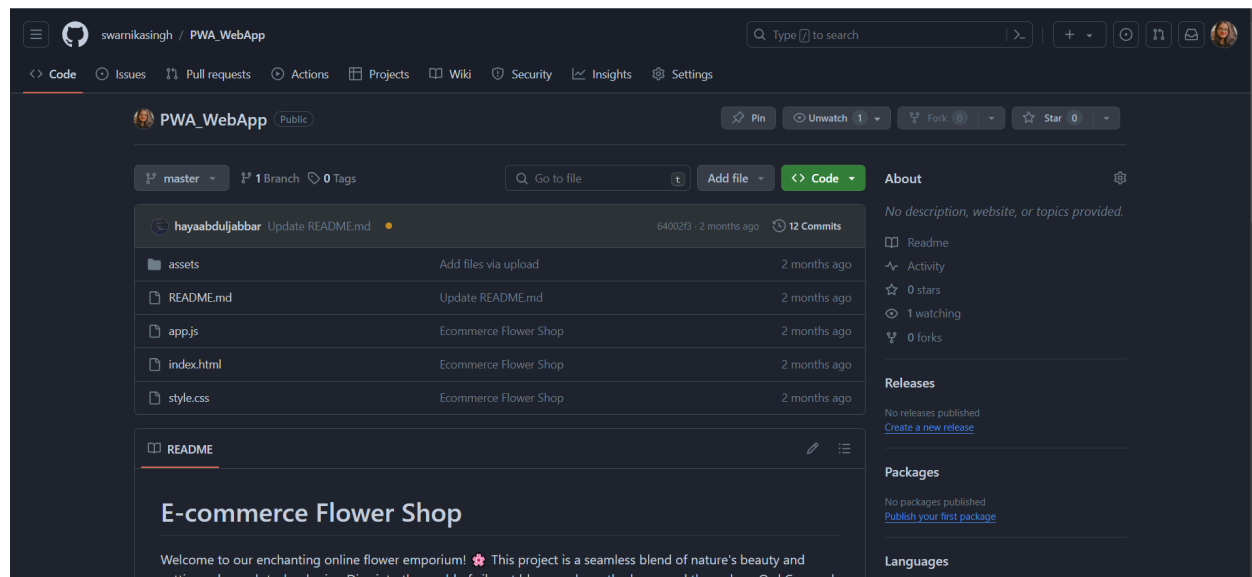 swarnikasingh / PWA_WebApp
Type / to search
Code Issues Pull requests Actions Projects Wiki Security Insights Settings
PWA_WebApp Public
Pin Unwatch 1 Fork 0 Star 0
master 1 Branch 0 Tags Go to file t Add file Code
hayaabduljabbar Update README.md 64002f3 · 2 months ago 12 Commits
assets Add files via upload 2 months ago
README.md Update README.md 2 months ago
app.js Ecommerce Flower Shop 2 months ago
index.html Ecommerce Flower Shop 2 months ago
style.css Ecommerce Flower Shop 2 months ago
README
E-commerce Flower Shop
Welcome to our enchanting online flower emporium! 🌸 This project is a seamless blend of nature's beauty and
About
No description, website, or topics provided.
Readme
Activity
0 stars
1 watching
0 forks
Releases
No releases published
Create a new release
Packages
No packages published
Publish your first package
Languages